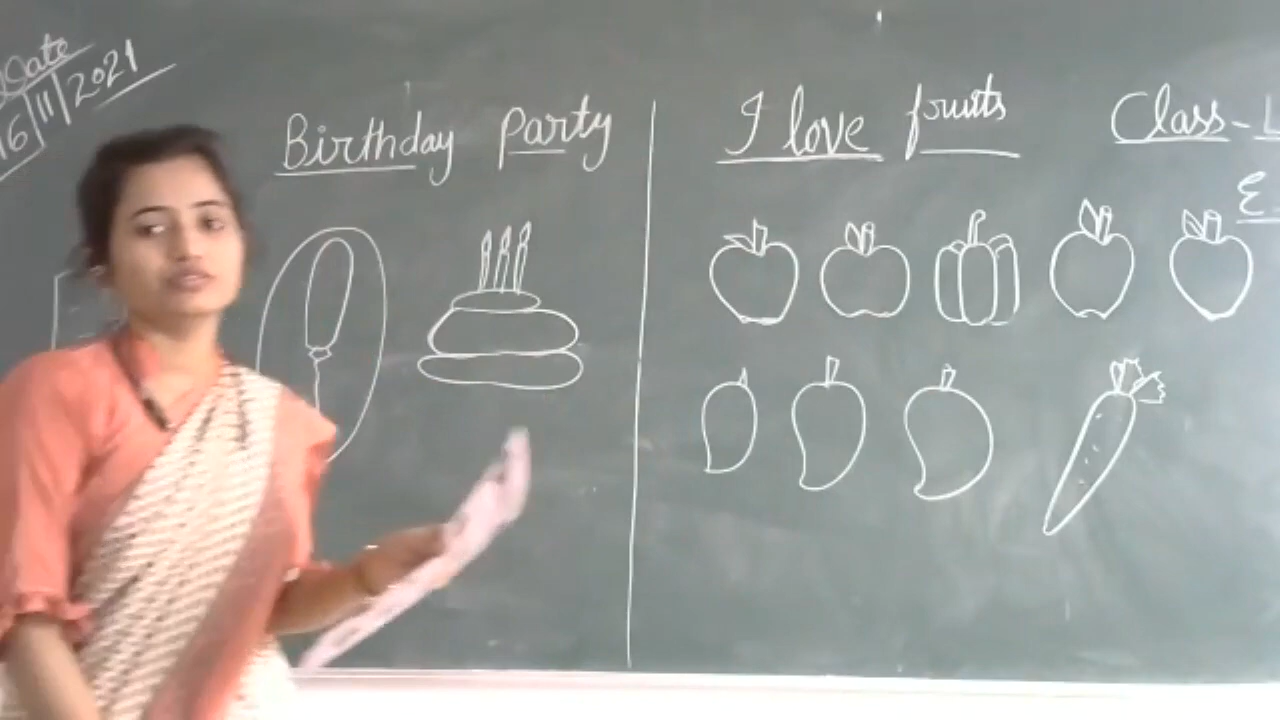 Date
16/11/2021
Birthday Party
I love fruits
Class-